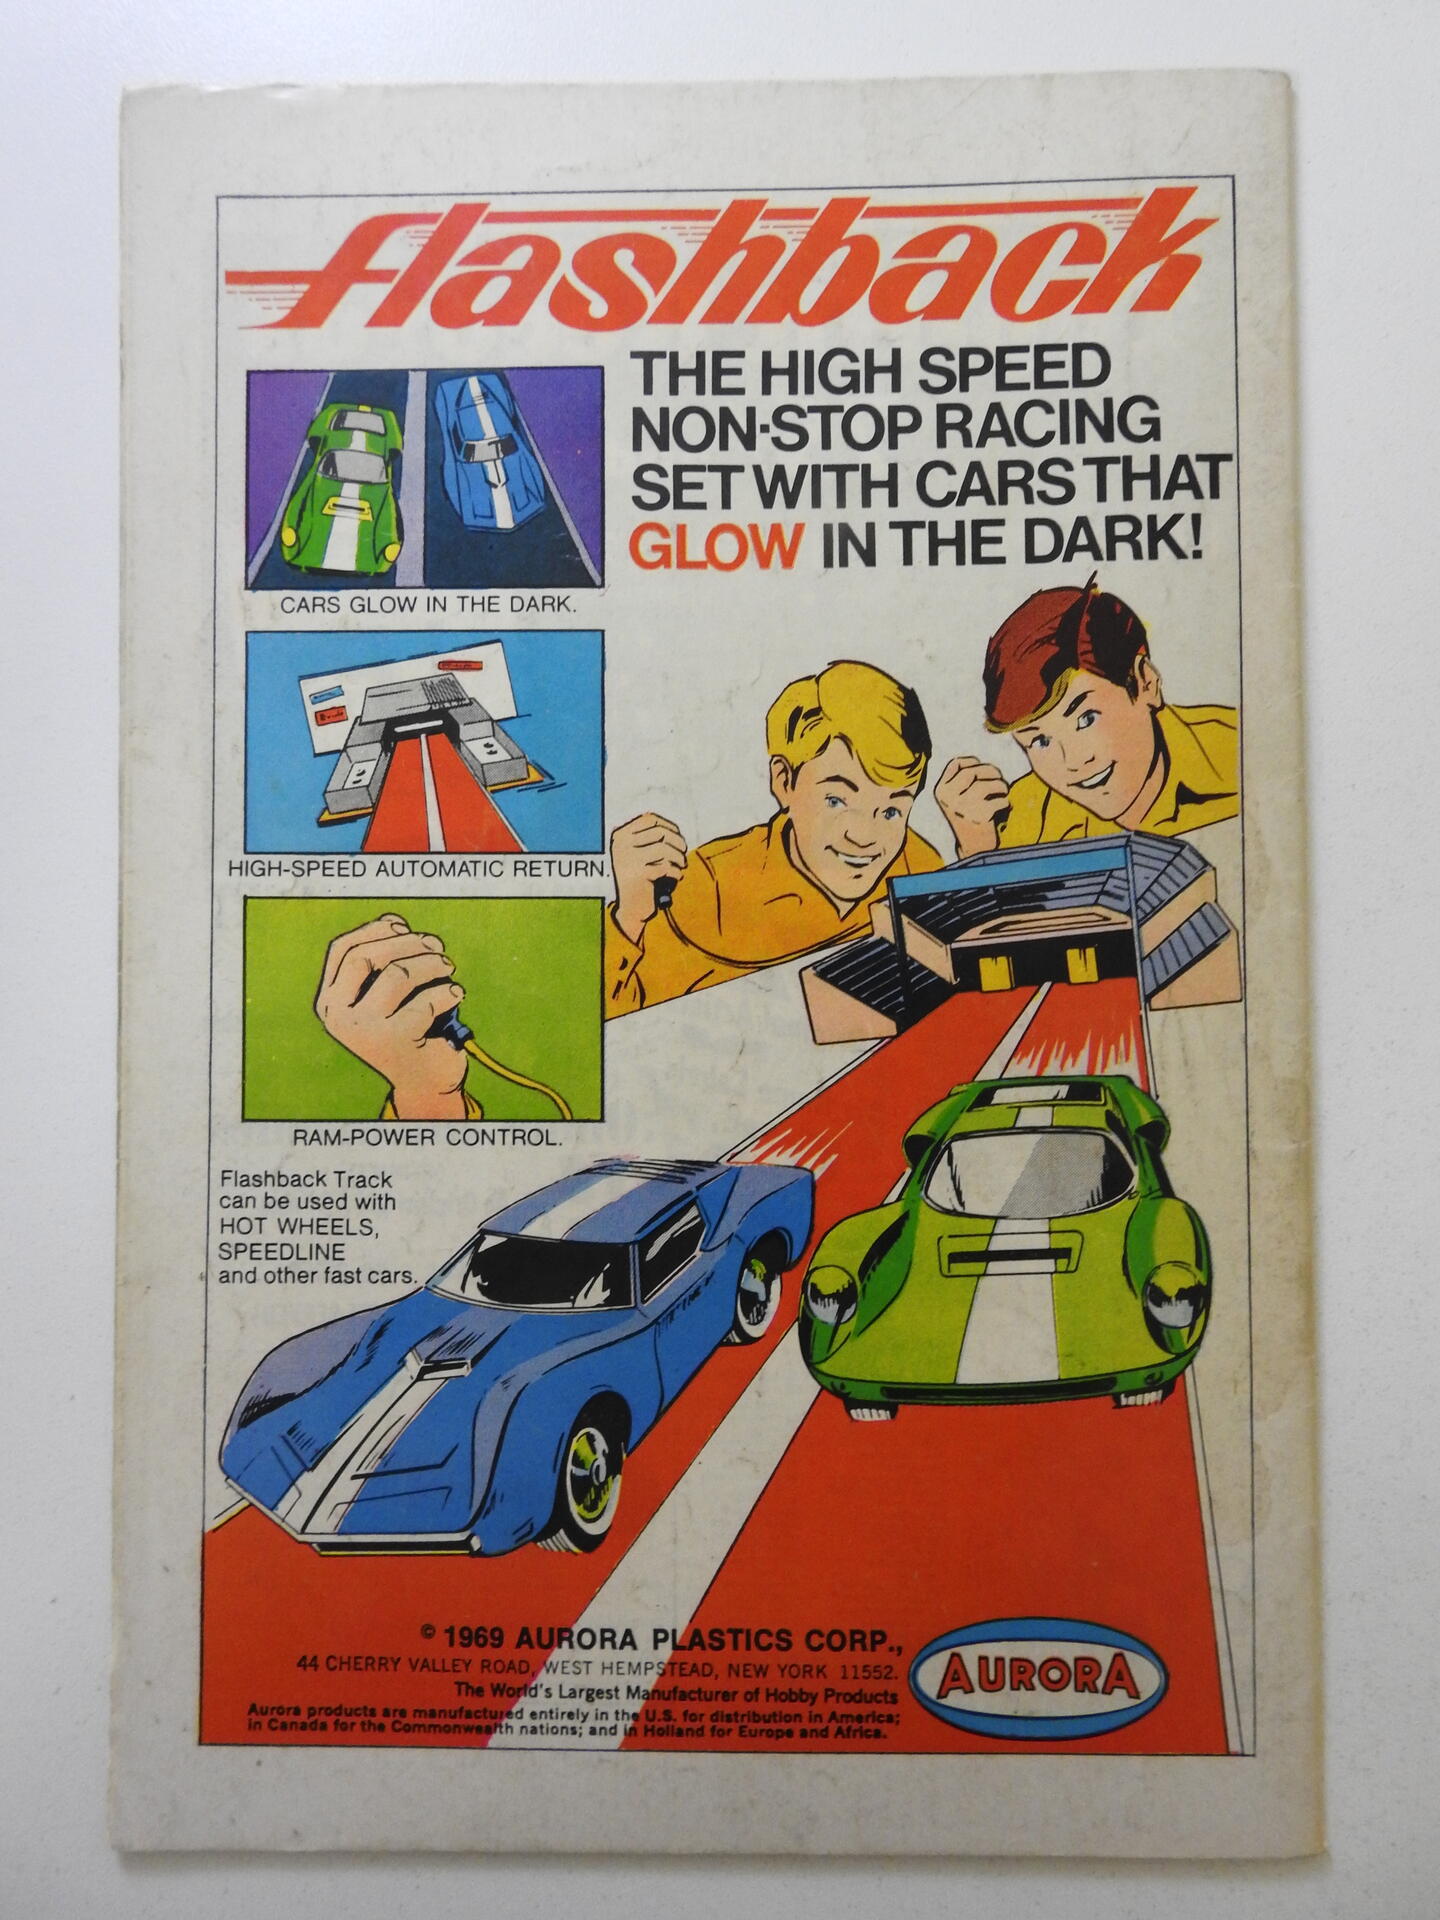 flashback
THE HIGH SPEED
NON-STOP RACING
SET WITH CARS THAT
GLOW IN THE DARK!
CARS GLOW IN THE DARK.
HIGH-SPEED AUTOMATIC RETURN.
RAM-POWER CONTROL.
Flashback Track
can be used with
HOT WHEELS,
SPEEDLINE
and other fast cars.
© 1969 AURORA PLASTICS CORP.,
44 CHERRY VALLEY ROAD, WEST HEMPSTEAD, NEW YORK 11552.
The World's Largest Manufacturer of Hobby Products
Aurora products are manufactured entirely in the U.S. for distribution in America;
in Canada for the Commonwealth nations; and in Holland for Europe and Africa.
AURORA